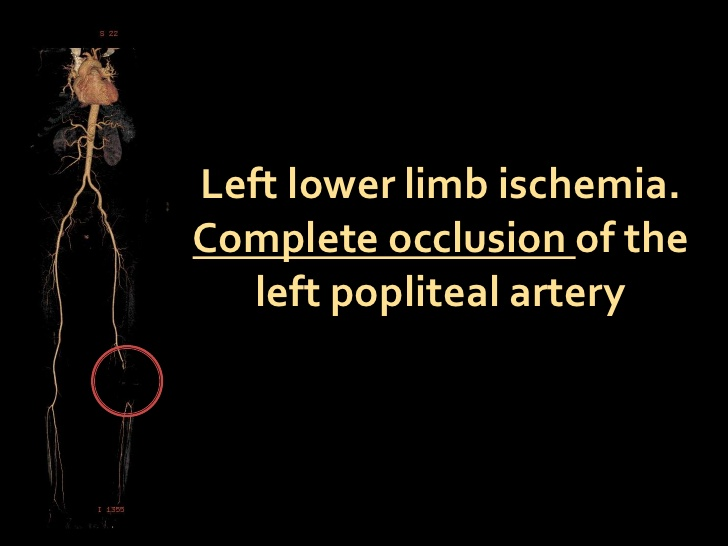 S 22
Left lower limb ischemia.
Complete occlusion of the
left popliteal artery
I 1355